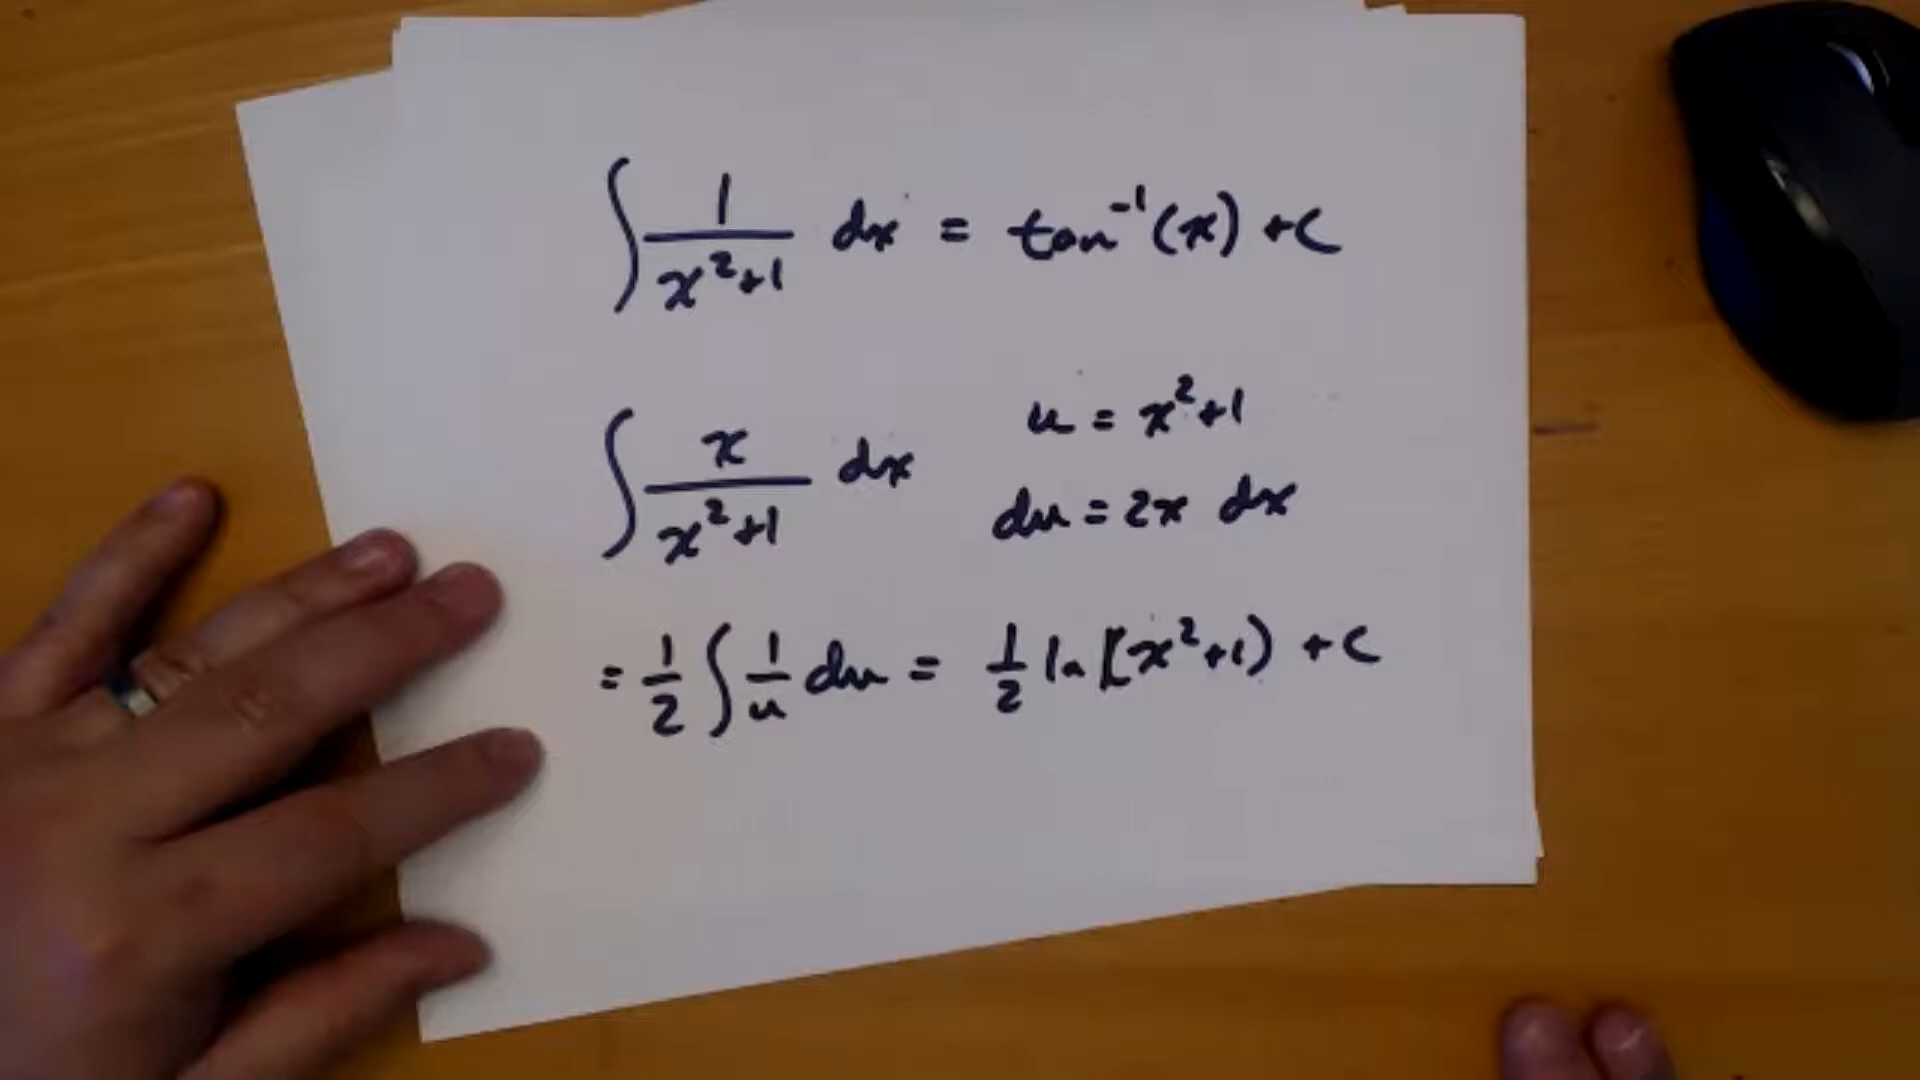 ∫ 1/(x²+1) dx = tan⁻¹(x) + C
∫ x/(x²+1) dx
u = x²+1
du = 2x dx
= 1/2 ∫ 1/u du = 1/2 ln(x²+1) + C